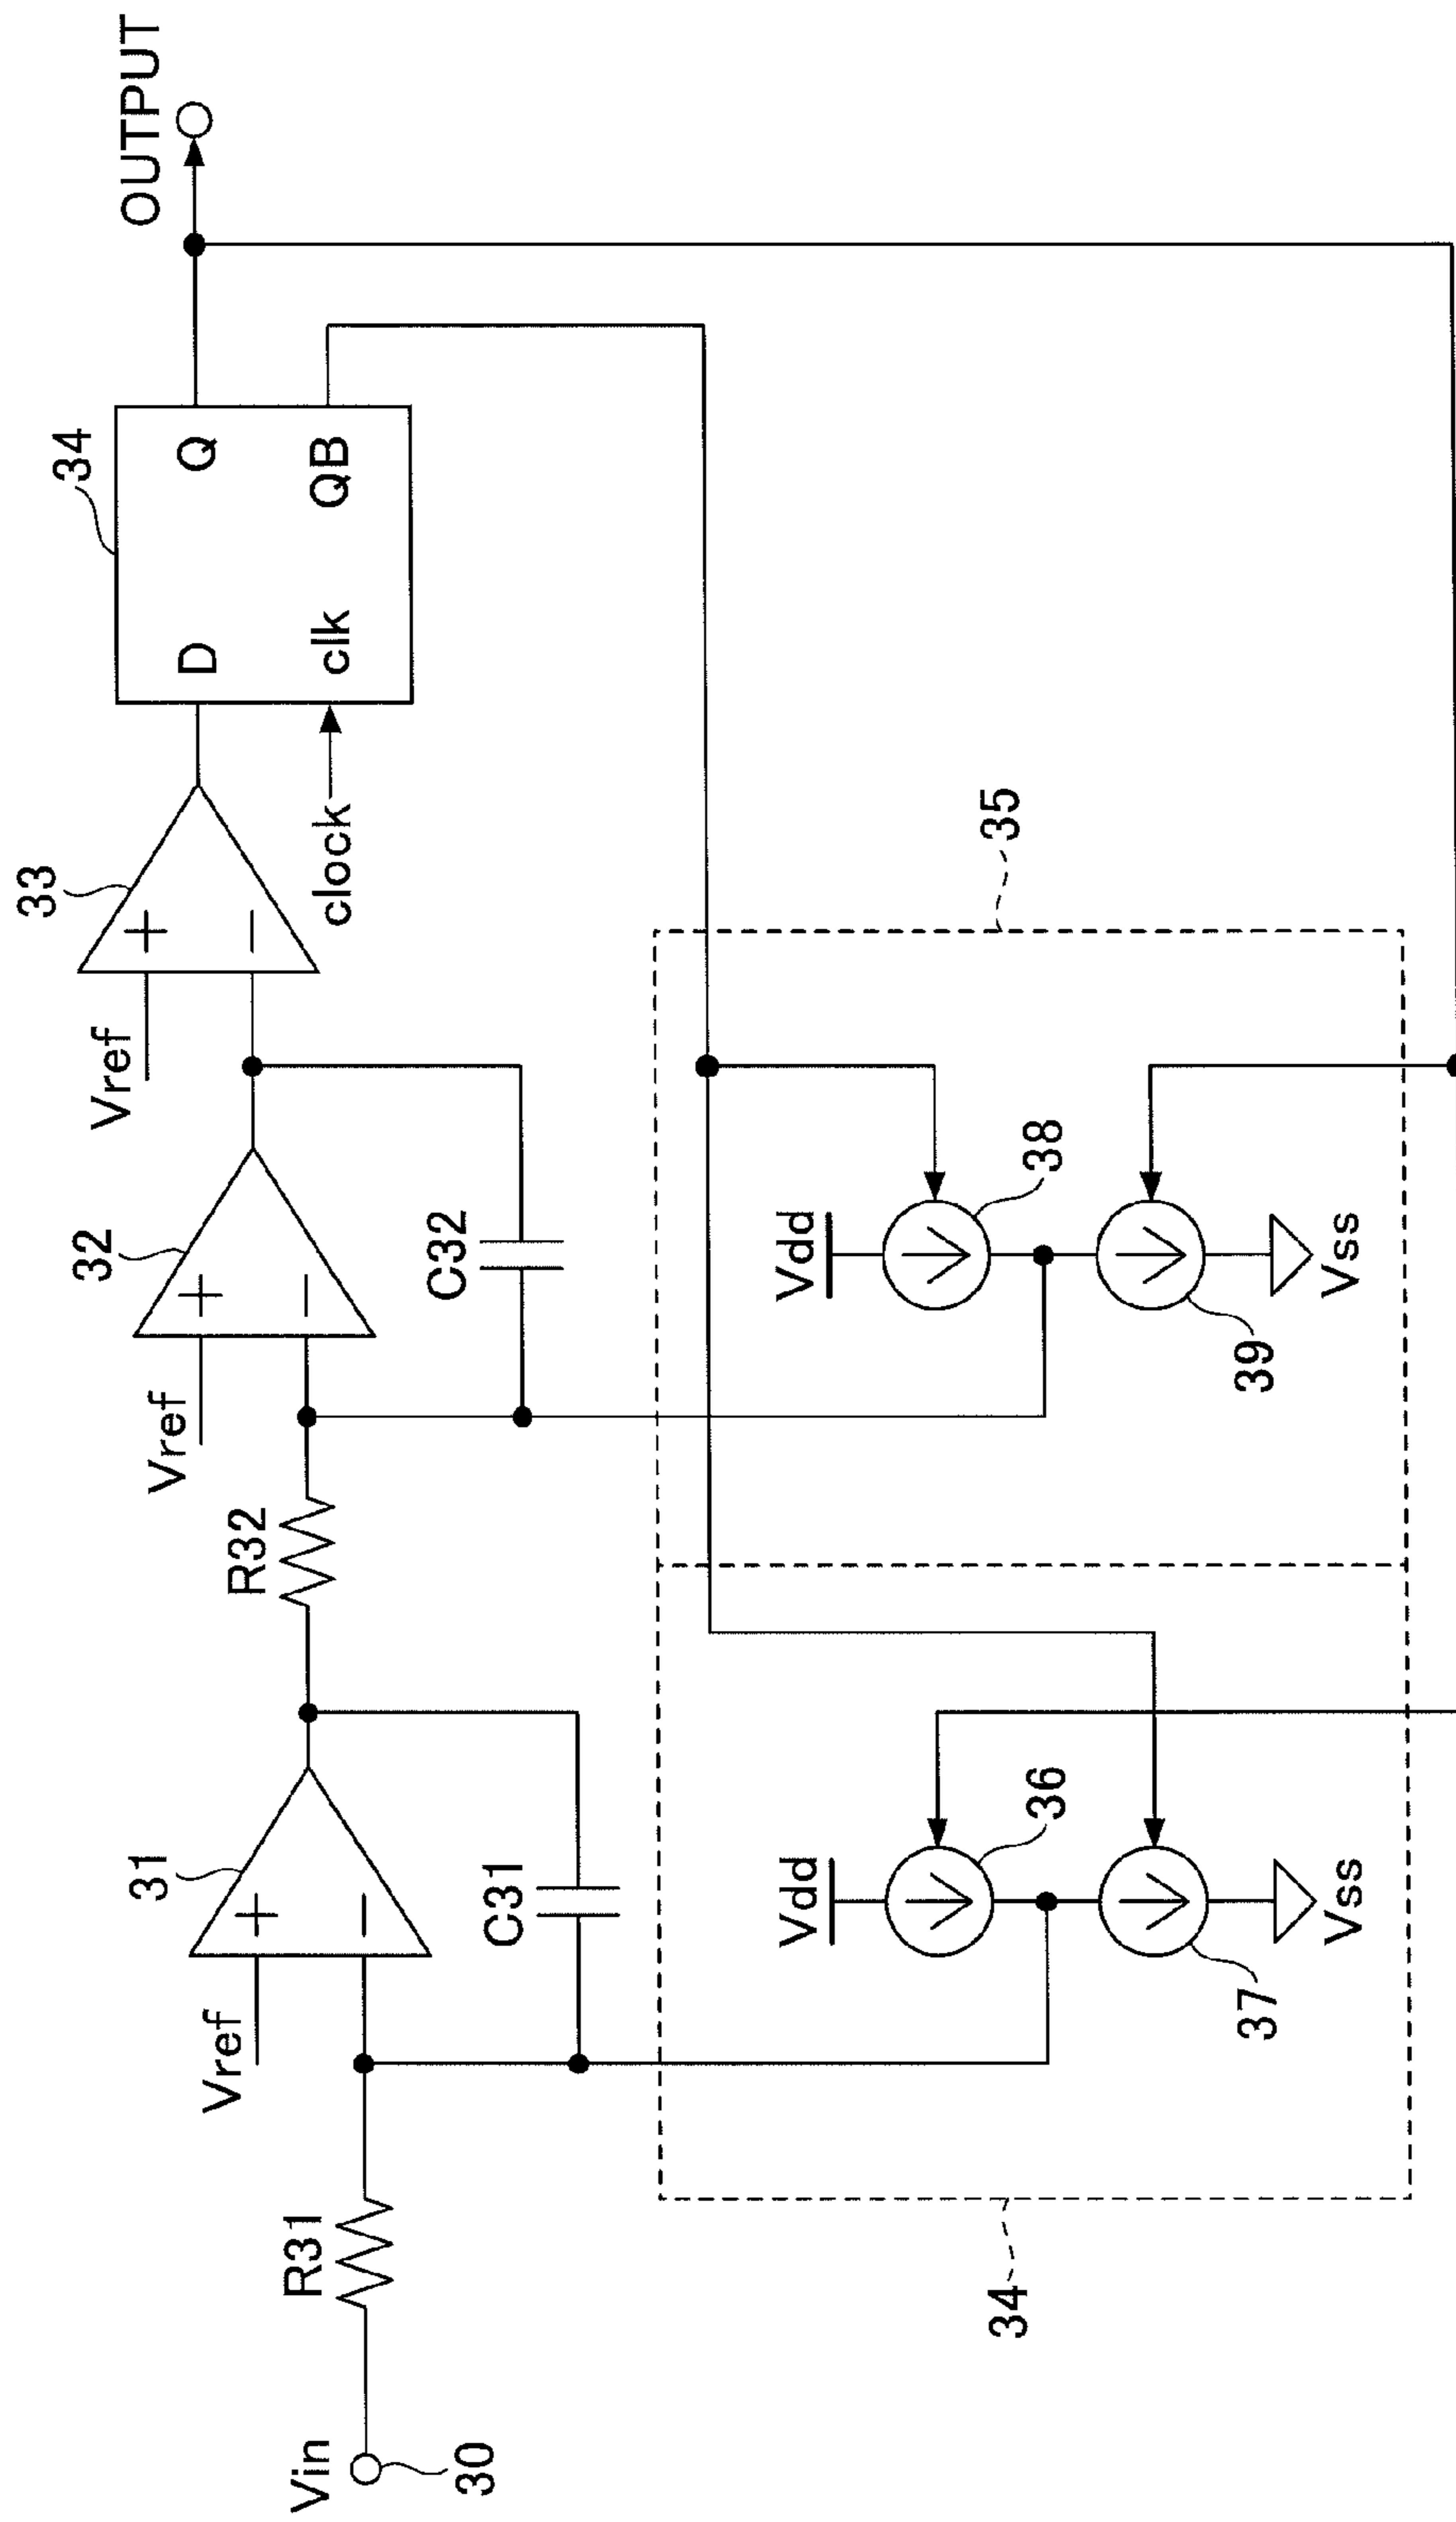 Vin
30
R31
Vref
+
−
31
C31
R32
Vref
+
−
32
C32
Vref
+
−
33
clock
34
D
Q
clk
QB
OUTPUT
34
Vdd
36
37
Vss
35
Vdd
38
39
Vss